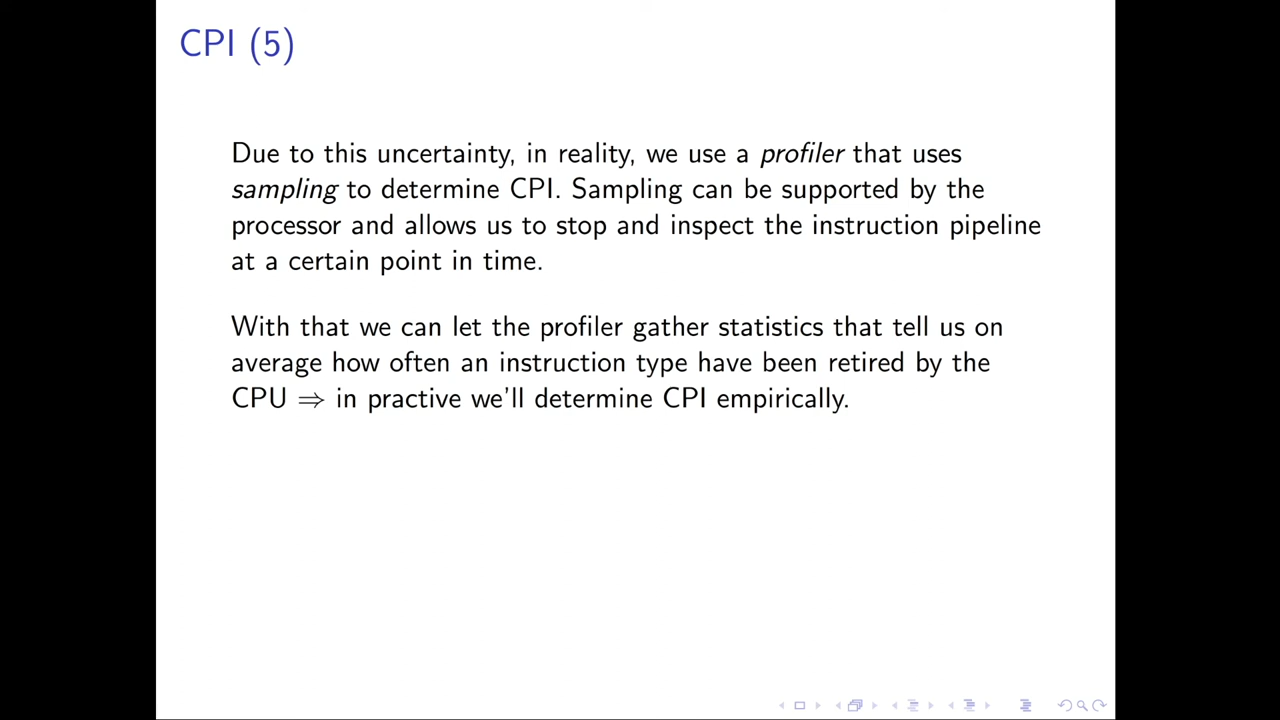 CPI (5)
Due to this uncertainty, in reality, we use a profiler that uses
sampling to determine CPI. Sampling can be supported by the
processor and allows us to stop and inspect the instruction pipeline
at a certain point in time.
With that we can let the profiler gather statistics that tell us on
average how often an instruction type have been retired by the
CPU ⇒ in practive we'll determine CPI empirically.